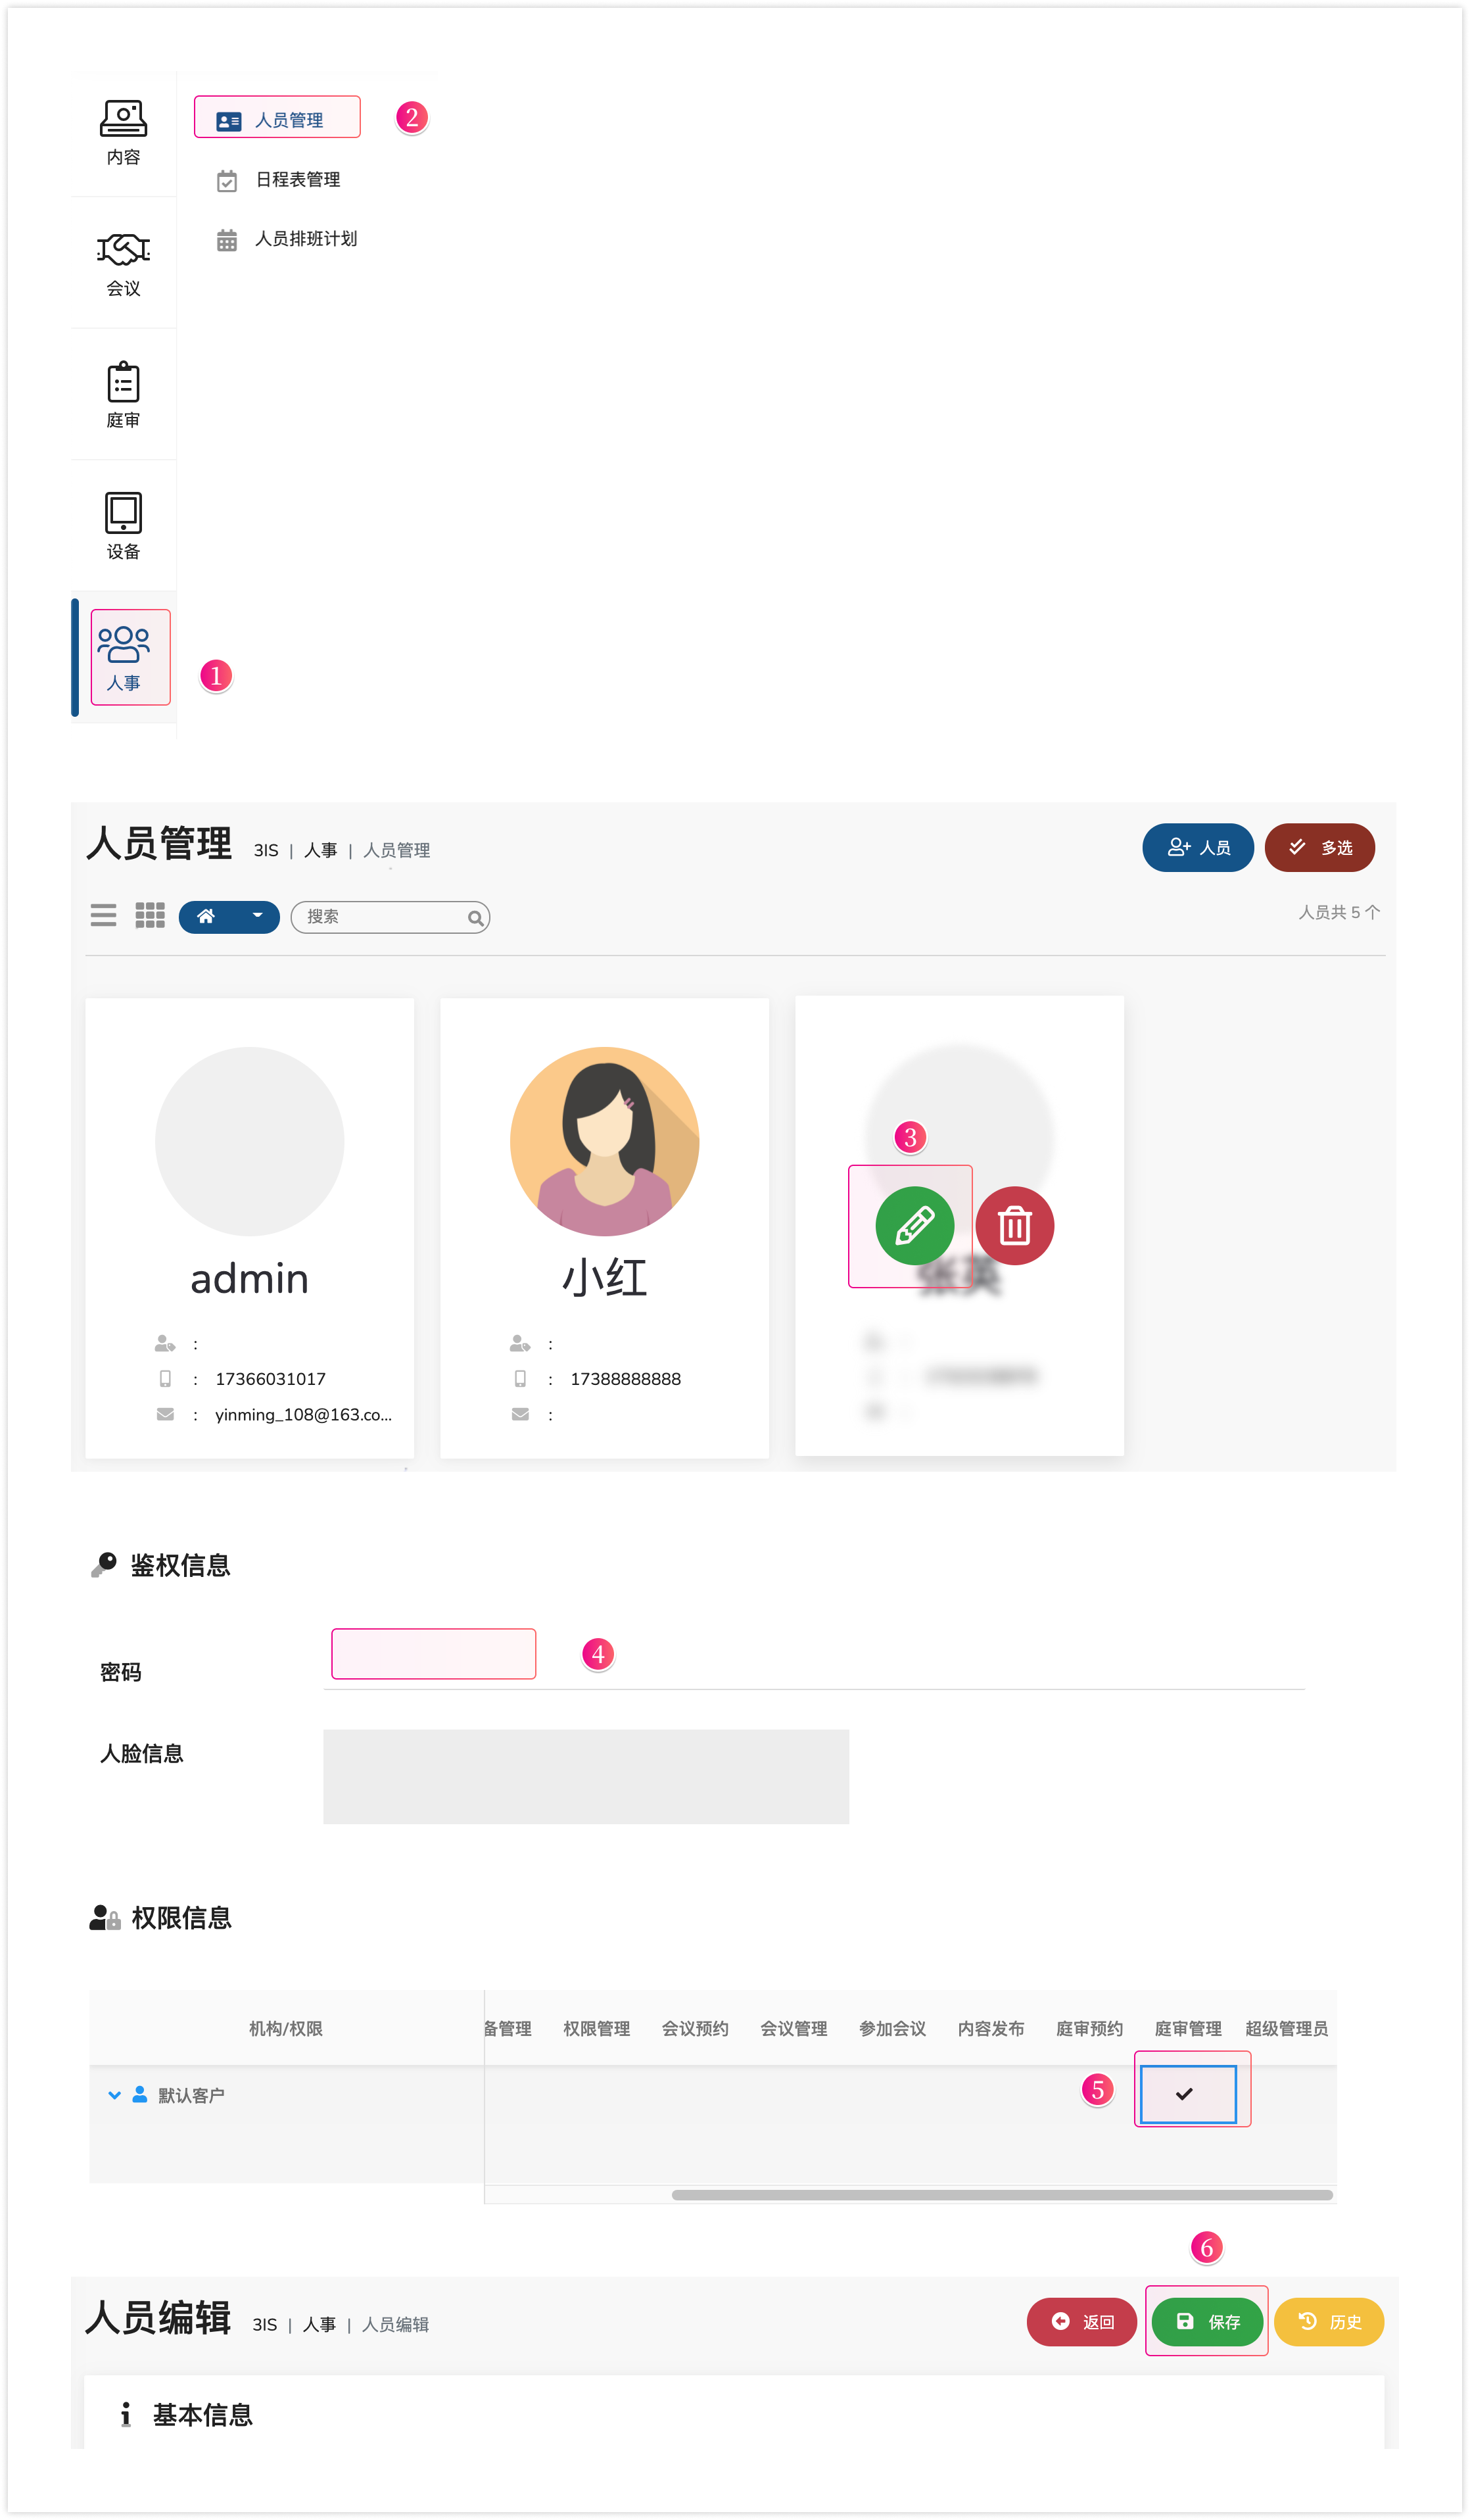 内容
人员管理
2
日程表管理
人员排班计划
会议
庭审
设备
人事
1
人员管理 3IS | 人事 | 人员管理
人员
多选
搜索
人员共 5 个
3
admin
小红
张英
:
:
: 17366031017
: 17388888888
: yinming_108@163.co...
:
鉴权信息
4
密码
人脸信息
权限信息
机构/权限 备管理 权限管理 会议预约 会议管理 参加会议 内容发布 庭审预约 庭审管理 超级管理员
5
默认客户
6
人员编辑 3IS | 人事 | 人员编辑
返回
保存
历史
基本信息